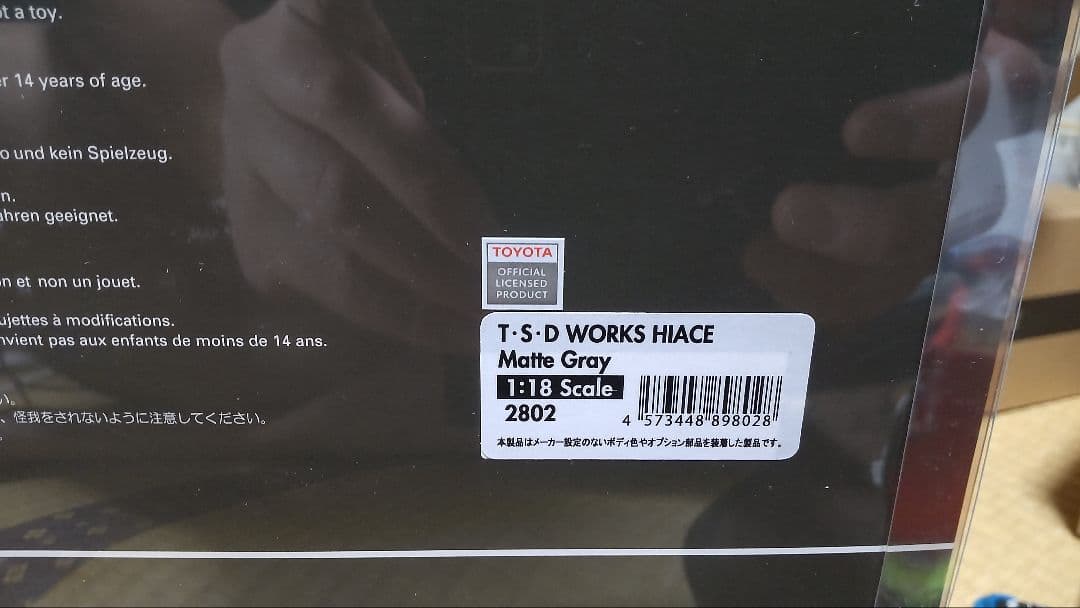 t a toy.
r 14 years of age.
o und kein Spielzeug.
n.
ahren geeignet.
n et non un jouet.
ujettes à modifications.
nvient pas aux enfants de moins de 14 ans.
い。
、怪我をされないように注意してください。
。
TOYOTA
OFFICIAL
LICENSED
PRODUCT
T·S·D WORKS HIACE
Matte Gray
1:18 Scale
2802
4 573448 898028
本製品はメーカー設定のないボディ色やオプション部品を装着した製品です。